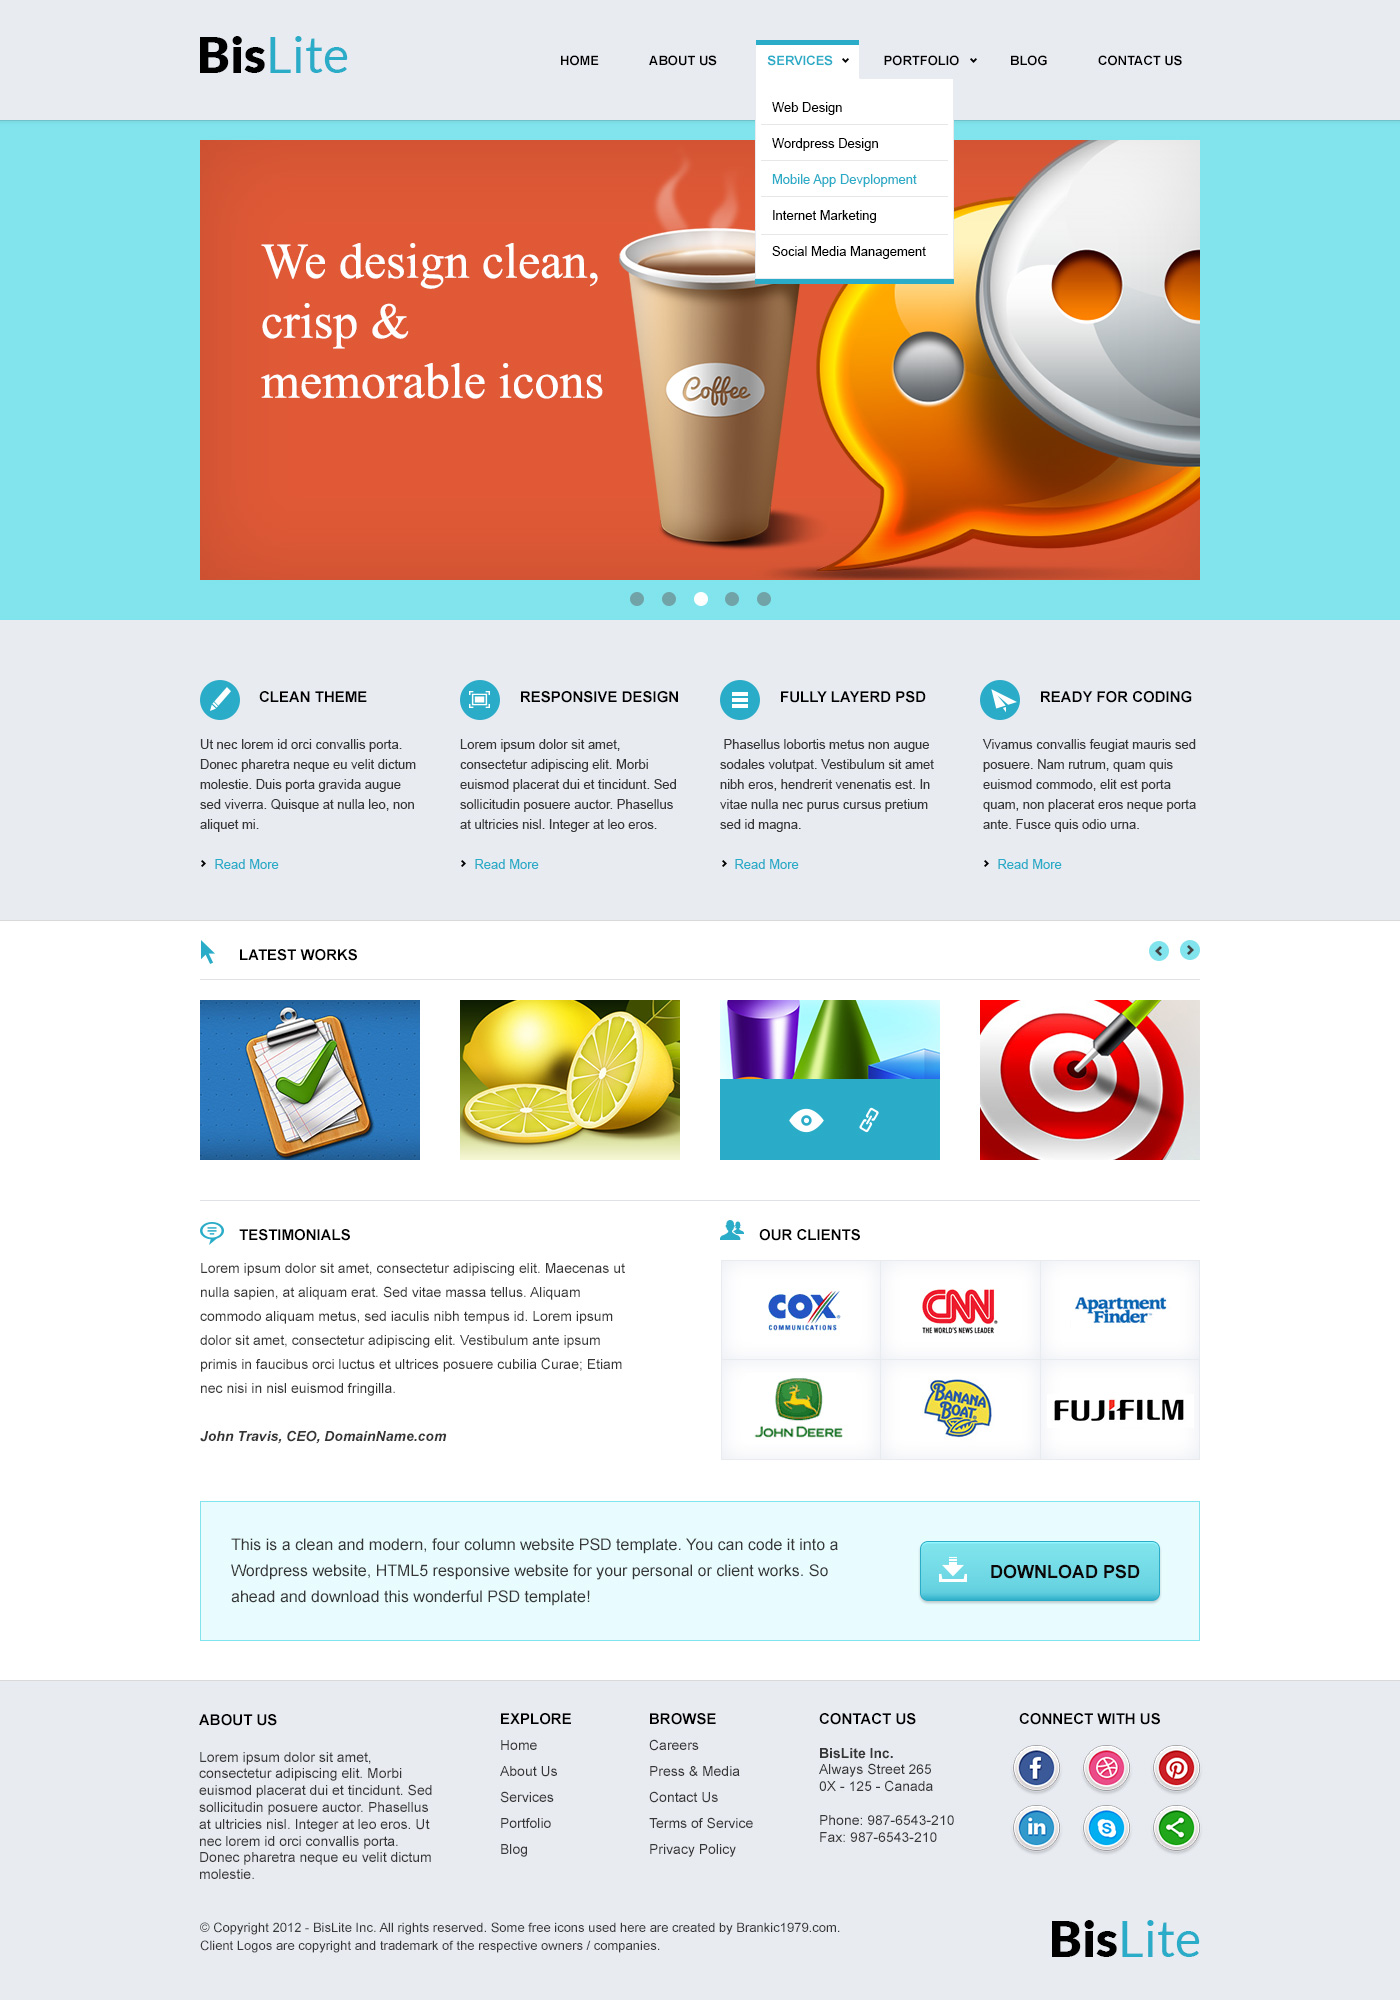 BisLite
HOME ABOUT US SERVICES PORTFOLIO BLOG CONTACT US
Web Design
Wordpress Design
Mobile App Devplopment
Internet Marketing
Social Media Management
We design clean,
crisp &
memorable icons
Coffee
CLEAN THEME
Ut nec lorem id orci convallis porta.
Donec pharetra neque eu velit dictum
molestie. Duis porta gravida augue
sed viverra. Quisque at nulla leo, non
aliquet mi.
Read More
RESPONSIVE DESIGN
Lorem ipsum dolor sit amet,
consectetur adipiscing elit. Morbi
euismod placerat dui et tincidunt. Sed
sollicitudin posuere auctor. Phasellus
at ultricies nisl. Integer at leo eros.
Read More
FULLY LAYERD PSD
Phasellus lobortis metus non augue
sodales volutpat. Vestibulum sit amet
nibh eros, hendrerit venenatis est. In
vitae nulla nec purus cursus pretium
sed id magna.
Read More
READY FOR CODING
Vivamus convallis feugiat mauris sed
posuere. Nam rutrum, quam quis
euismod commodo, elit est porta
quam, non placerat eros neque porta
ante. Fusce quis odio urna.
Read More
LATEST WORKS
TESTIMONIALS
Lorem ipsum dolor sit amet, consectetur adipiscing elit. Maecenas ut
nulla sapien, at aliquam erat. Sed vitae massa tellus. Aliquam
commodo aliquam metus, sed iaculis nibh tempus id. Lorem ipsum
dolor sit amet, consectetur adipiscing elit. Vestibulum ante ipsum
primis in faucibus orci luctus et ultrices posuere cubilia Curae; Etiam
nec nisi in nisl euismod fringilla.
John Travis, CEO, DomainName.com
OUR CLIENTS
COX
COMMUNICATIONS
CNN
THE WORLD'S NEWS LEADER
Apartment
Finder
JOHN DEERE
BANANA
BOAT
FUJIFILM
This is a clean and modern, four column website PSD template. You can code it into a
Wordpress website, HTML5 responsive website for your personal or client works. So
ahead and download this wonderful PSD template!
DOWNLOAD PSD
ABOUT US
Lorem ipsum dolor sit amet,
consectetur adipiscing elit. Morbi
euismod placerat dui et tincidunt. Sed
sollicitudin posuere auctor. Phasellus
at ultricies nisl. Integer at leo eros. Ut
nec lorem id orci convallis porta.
Donec pharetra neque eu velit dictum
molestie.
EXPLORE
Home
About Us
Services
Portfolio
Blog
BROWSE
Careers
Press & Media
Contact Us
Terms of Service
Privacy Policy
CONTACT US
BisLite Inc.
Always Street 265
0X - 125 - Canada
Phone: 987-6543-210
Fax: 987-6543-210
CONNECT WITH US
f
in
S
© Copyright 2012 - BisLite Inc. All rights reserved. Some free icons used here are created by Brankic1979.com.
Client Logos are copyright and trademark of the respective owners / companies.
BisLite